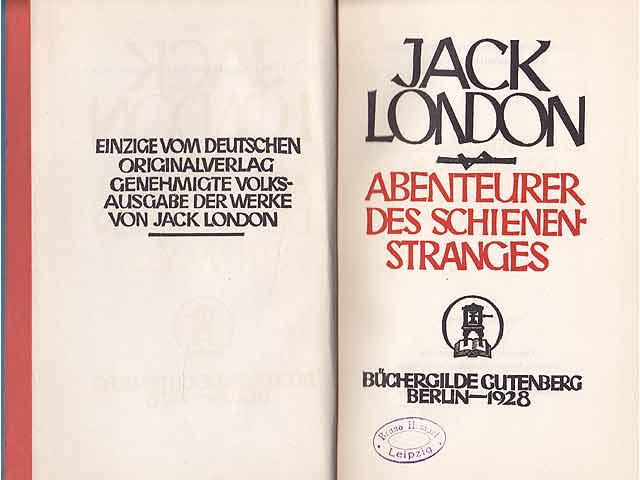 EINZIGE VOM DEUTSCHEN
ORIGINALVERLAG
GENEHMIGTE VOLKS-
AUSGABE DER WERKE
VON JACK LONDON
JACK
LONDON
ABENTEURER
DES SCHIENEN-
STRANGES
BÜCHERGILDE GUTENBERG
BERLIN—1928
Bruno
Leipzig